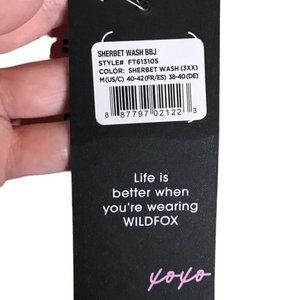 SHERBET WASH BBJ
STYLE# FT613105
COLOR: SHERBET WASH (3XX)
M(US/C) 40-42(FR/ES) 38-40(DE)
8 87797 02122 3
Life is
better when
you're wearing
WILDFOX
xoxo